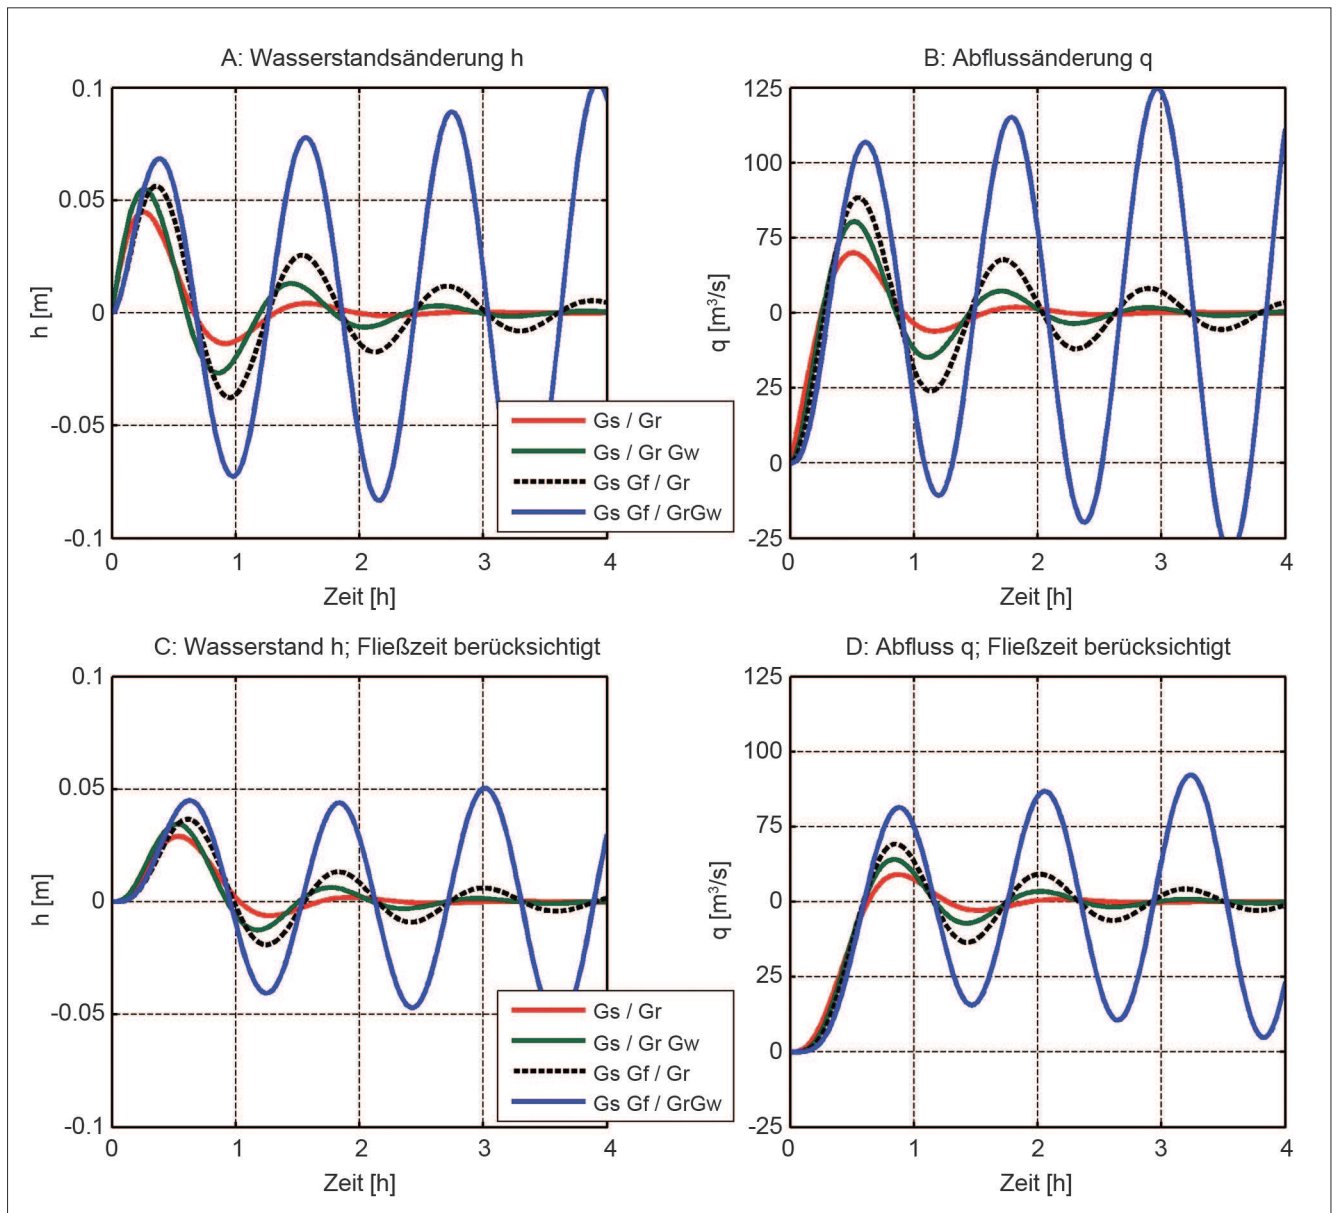 A: Wasserstandsänderung h
0.1
0.05
0
-0.05
-0.1
h [m]
0 1 2 3 4
Zeit [h]
Gs / Gr
Gs / Gr Gw
Gs Gf / Gr
Gs Gf / GrGw
B: Abflussänderung q
125
100
75
0
25
0
-25
q [m³/s]
0 1 2 3 4
Zeit [h]
C: Wasserstand h; Fließzeit berücksichtigt
0.1
0.05
0
-0.05
-0.1
h [m]
0 1 2 3 4
Zeit [h]
Gs / Gr
Gs / Gr Gw
Gs Gf / Gr
Gs Gf / GrGw
D: Abfluss q; Fließzeit berücksichtigt
125
100
75
0
25
0
-25
q [m³/s]
0 1 2 3 4
Zeit [h]